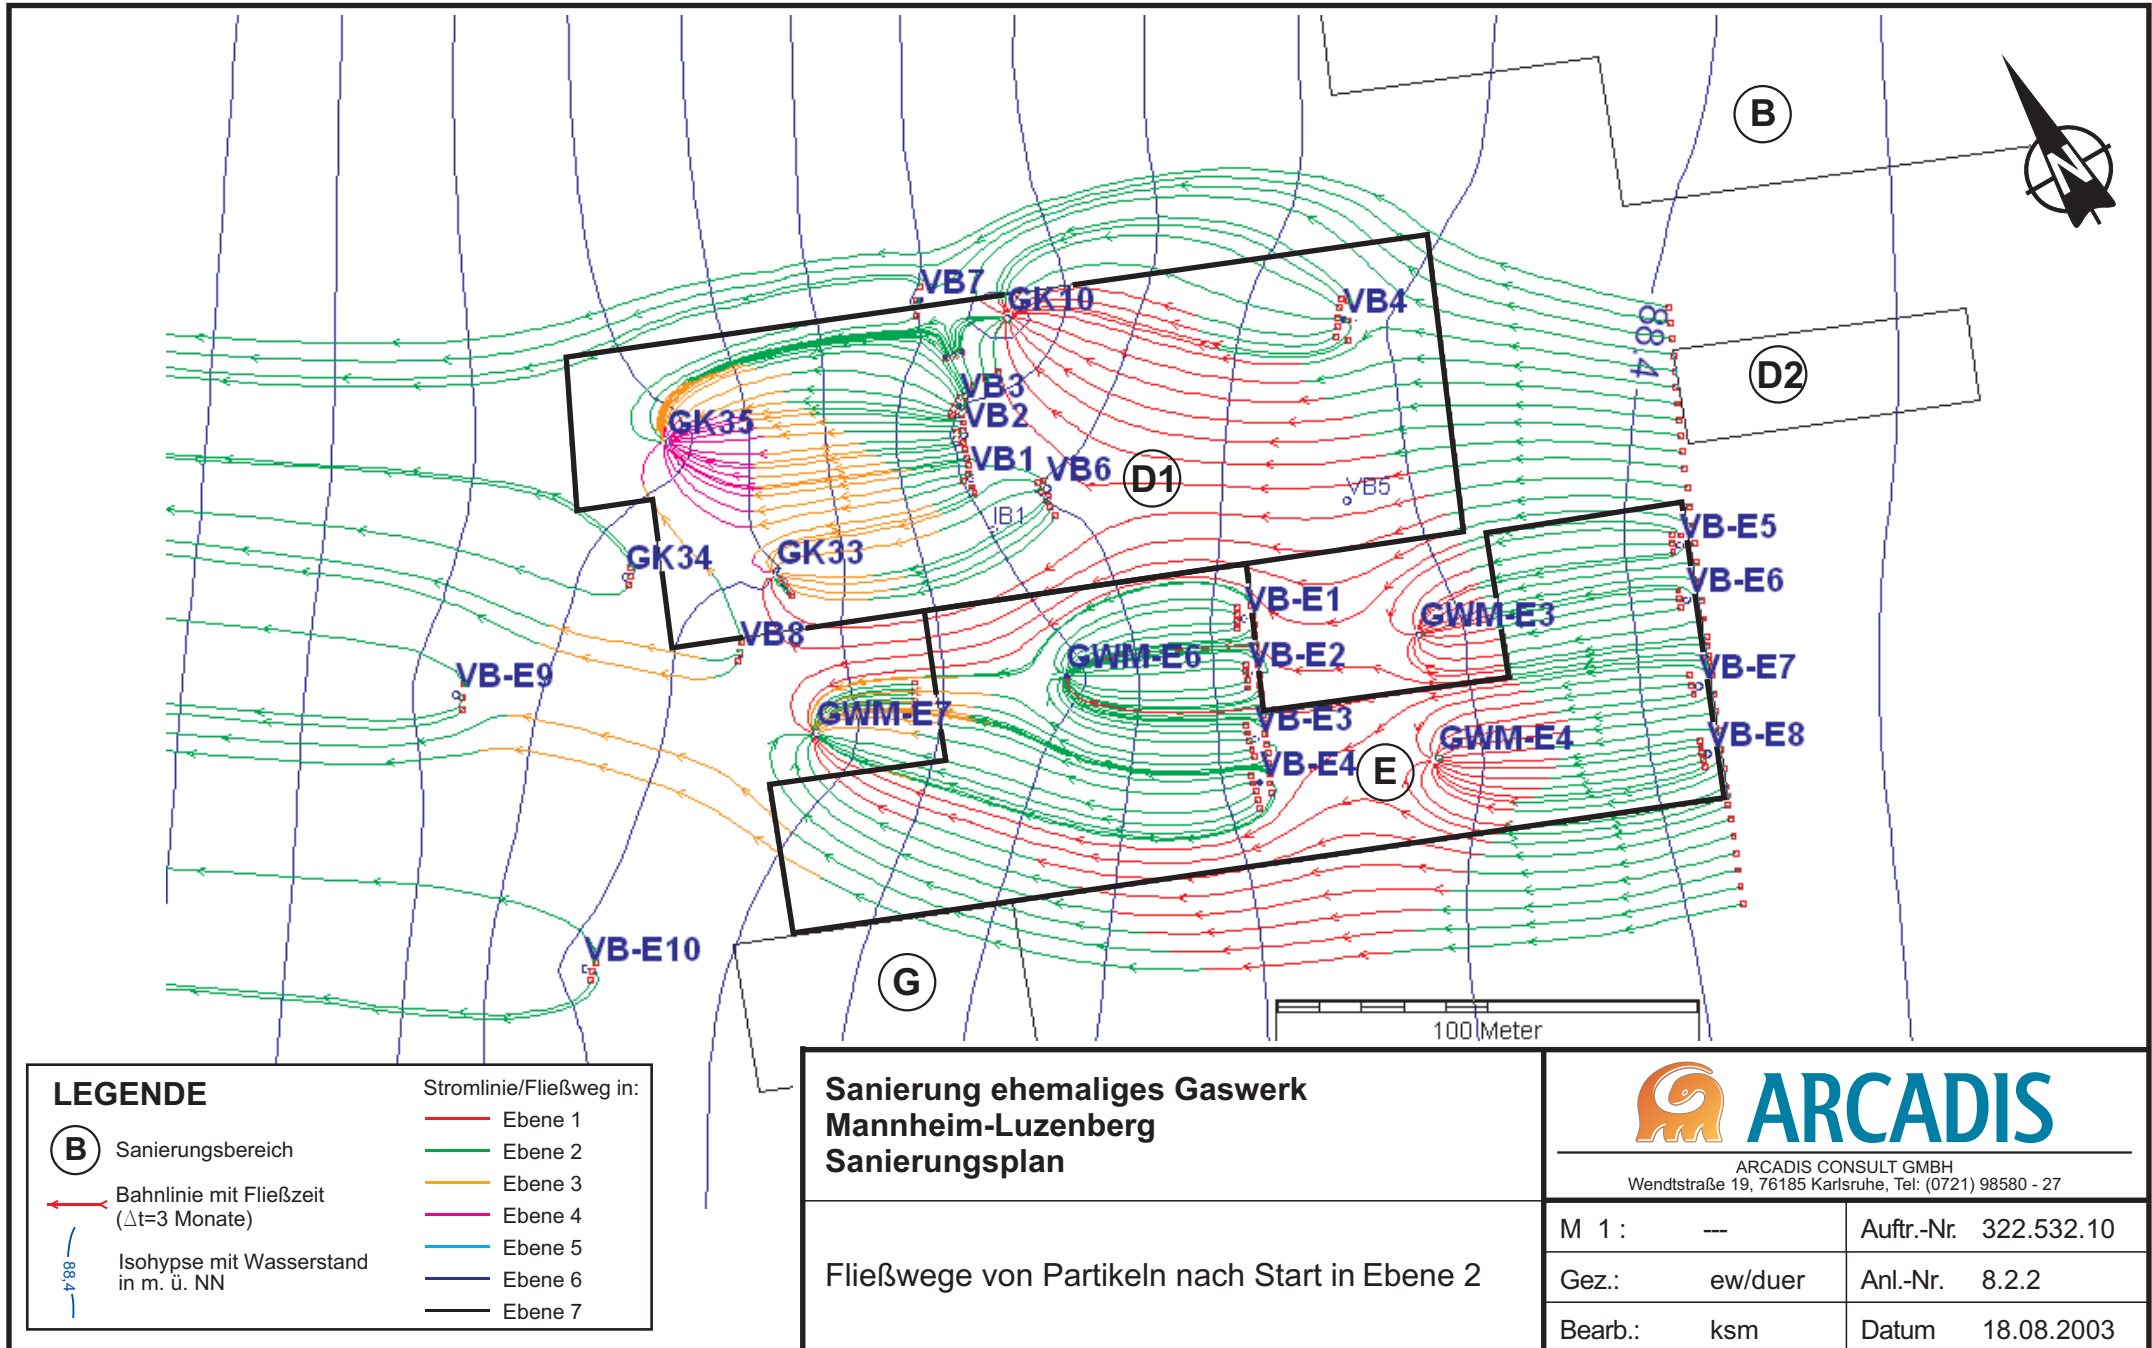 B
N
88.4
D2
VB7
GK10
VB4
VB3
VB2
GK35
VB1
VB6
D1
VB5
IB1
VB-E5
GK33
GK34
VB-E6
VB-E1
GWM-E3
VB8
GWM-E6
VB-E2
VB-E7
VB-E9
GWM-E7
VB-E3
GWM-E4
VB-E8
VB-E4
E
VB-E10
G
100 Meter
LEGENDE
B Sanierungsbereich
Bahnlinie mit Fließzeit
(Δt=3 Monate)
88,4
Isohypse mit Wasserstand
in m. ü. NN
Stromlinie/Fließweg in:
Ebene 1
Ebene 2
Ebene 3
Ebene 4
Ebene 5
Ebene 6
Ebene 7
Sanierung ehemaliges Gaswerk
Mannheim-Luzenberg
Sanierungsplan
Fließwege von Partikeln nach Start in Ebene 2
ARCADIS
ARCADIS CONSULT GMBH
Wendtstraße 19, 76185 Karlsruhe, Tel: (0721) 98580 - 27
M 1 : ---
Auftr.-Nr. 322.532.10
Gez.: ew/duer
Anl.-Nr. 8.2.2
Bearb.: ksm
Datum 18.08.2003